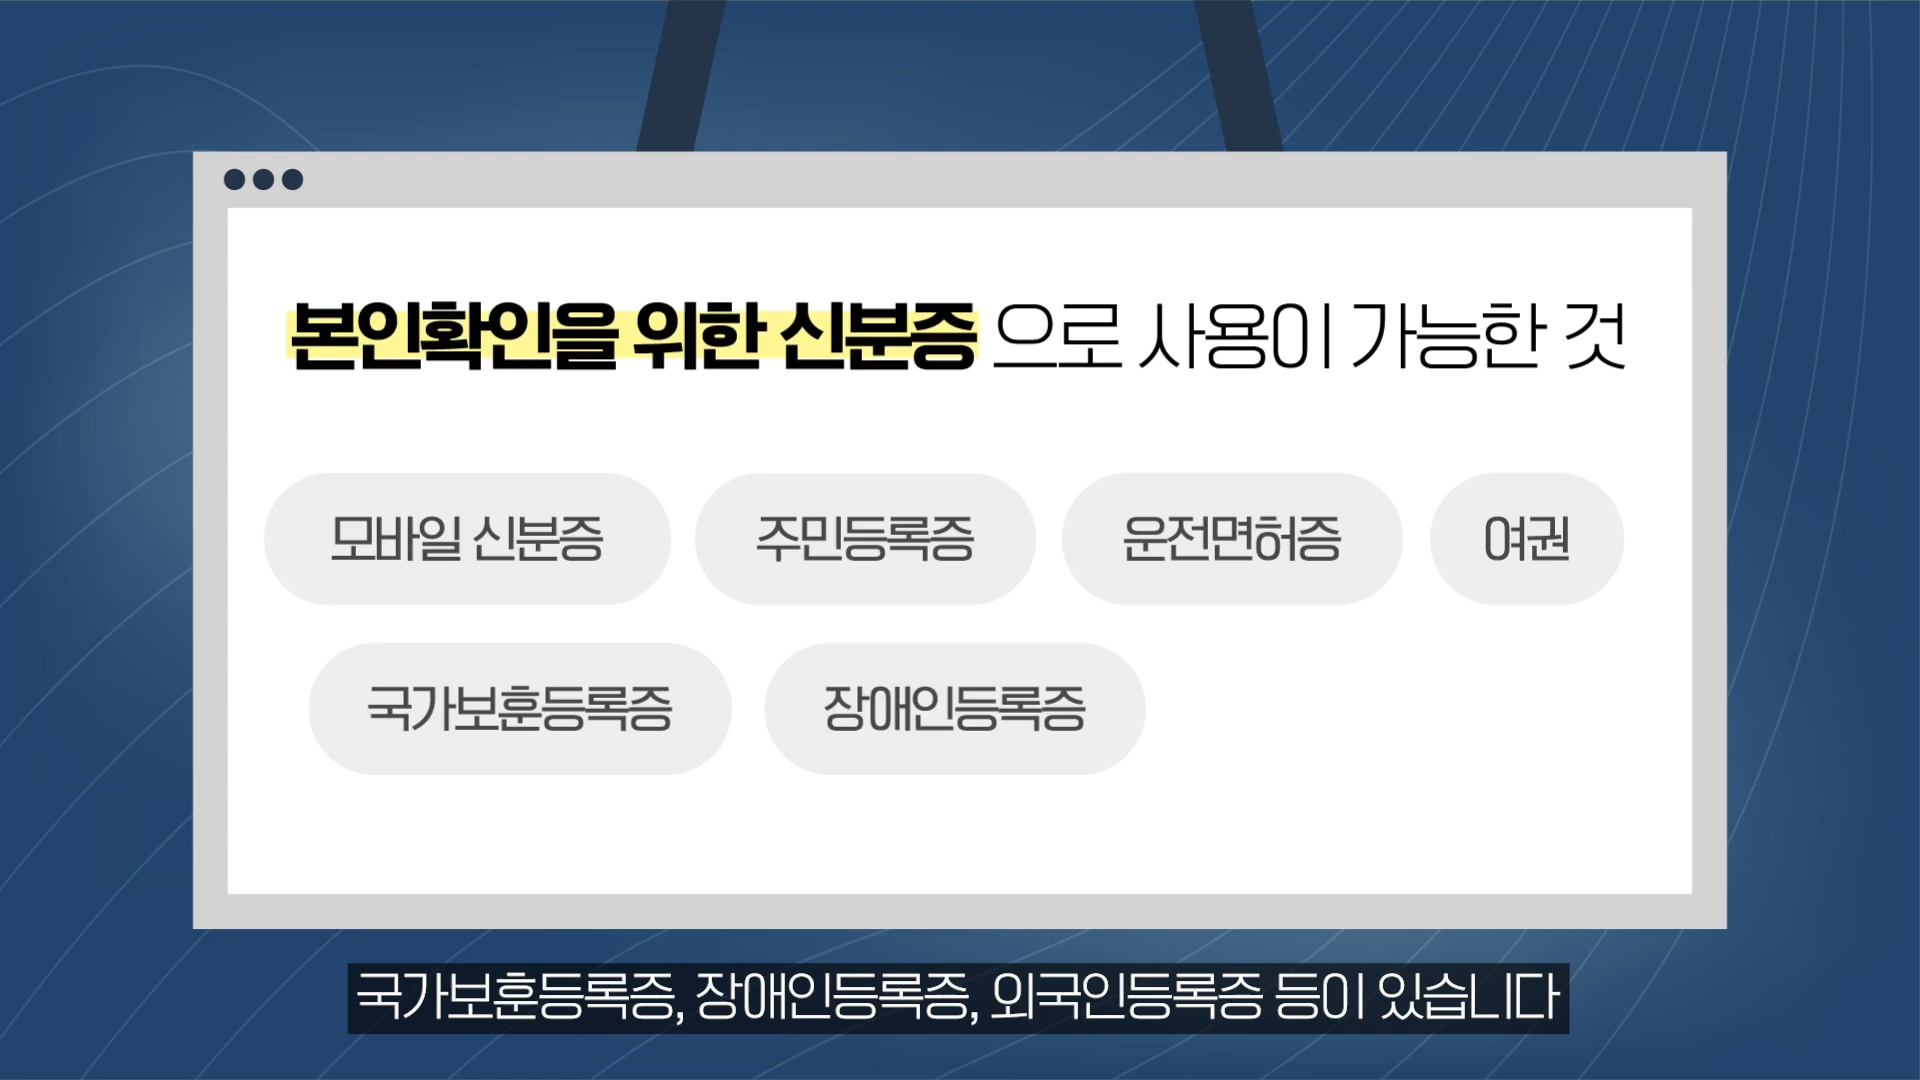 본인확인을 위한 신분증 으로 사용이 가능한 것
모바일 신분증 주민등록증 운전면허증 여권
국가보훈등록증 장애인등록증
국가보훈등록증, 장애인등록증, 외국인등록증 등이 있습니다